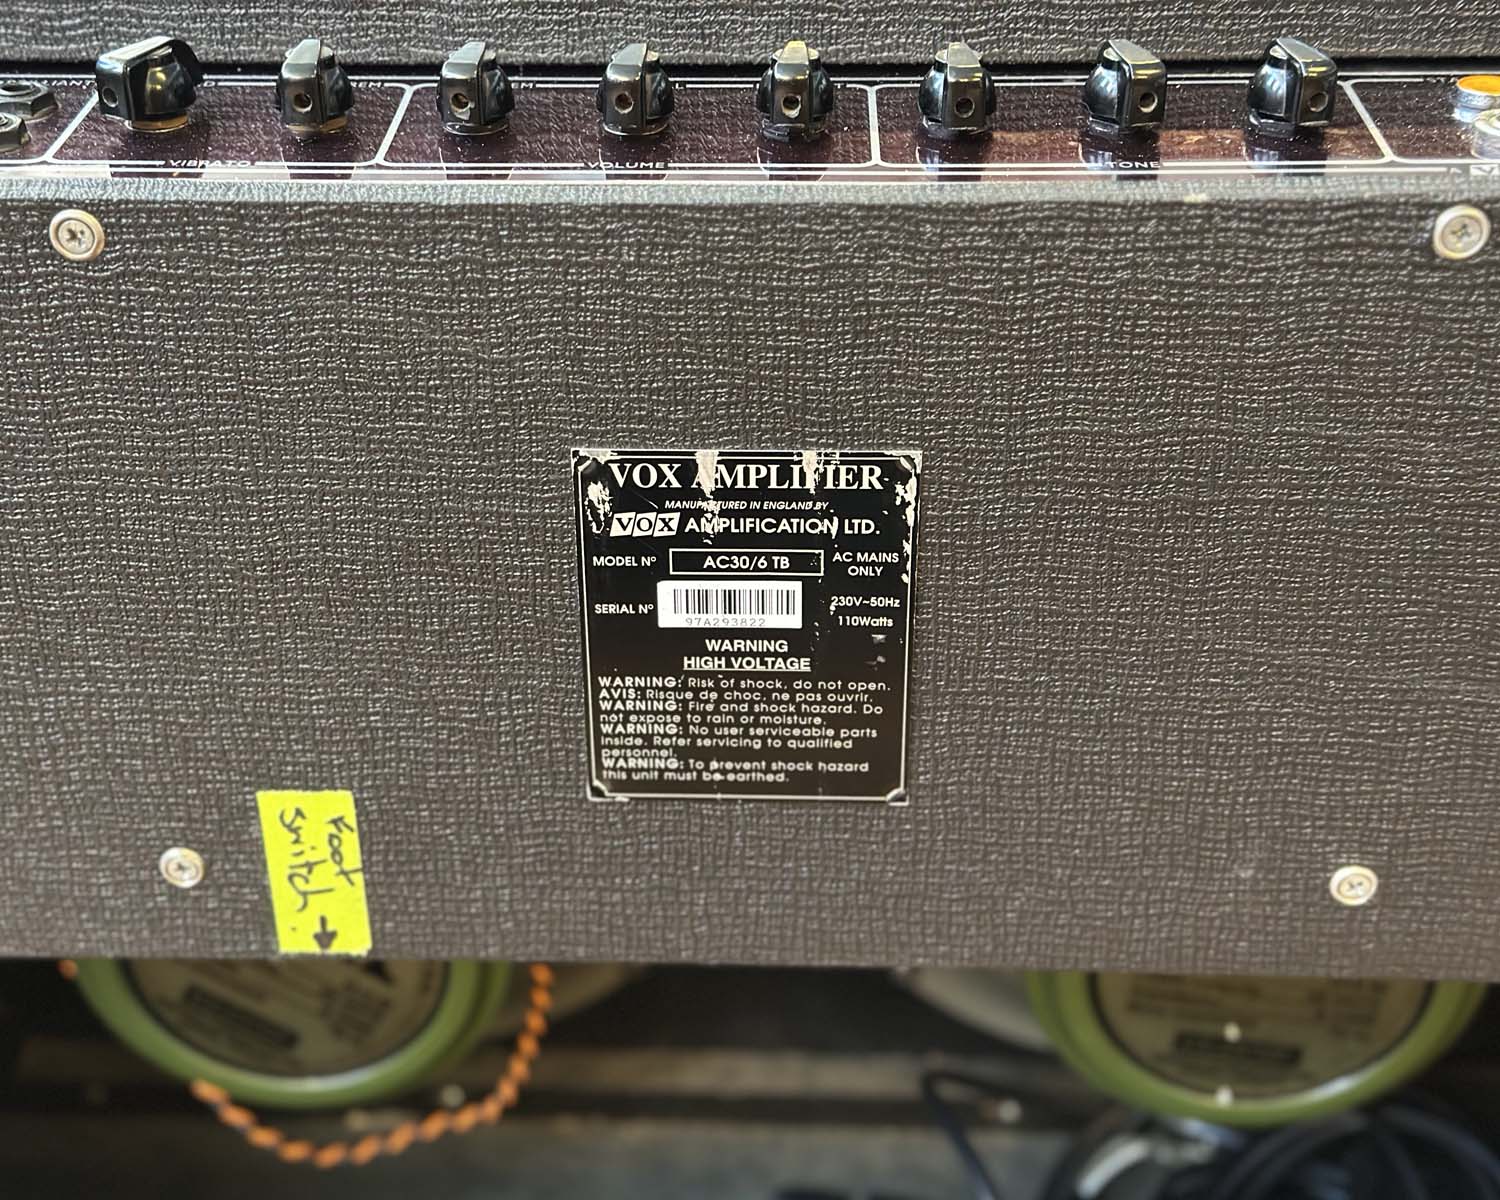 VIBRATO
VOLUME
TONE
VOX AMPLIFIER
MANUFACTURED IN ENGLAND BY
VOX AMPLIFICATION LTD.
MODEL Nº AC30/6 TB AC MAINS ONLY
SERIAL Nº 97A293822 230V~50Hz
110Watts
WARNING
HIGH VOLTAGE
WARNING: Risk of shock, do not open.
AVIS: Risque de choc, ne pas ouvrir.
WARNING: Fire and shock hazard. Do
not expose to rain or moisture.
WARNING: No user serviceable parts
inside. Refer servicing to qualified
personnel.
WARNING: To prevent shock hazard
this unit must be earthed.
Foot
switch →